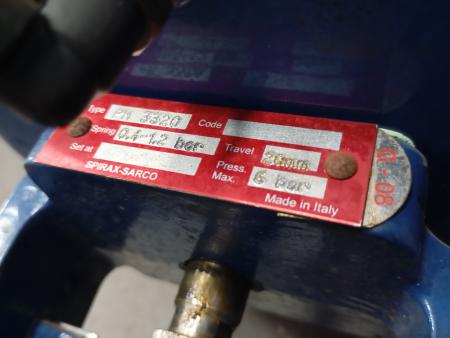 Type PN 3320 Code
Spring 0,4-1,2 bar Travel 20mm
Set at Press. Max. 6 bar
SPIRAX-SARCO Made in Italy